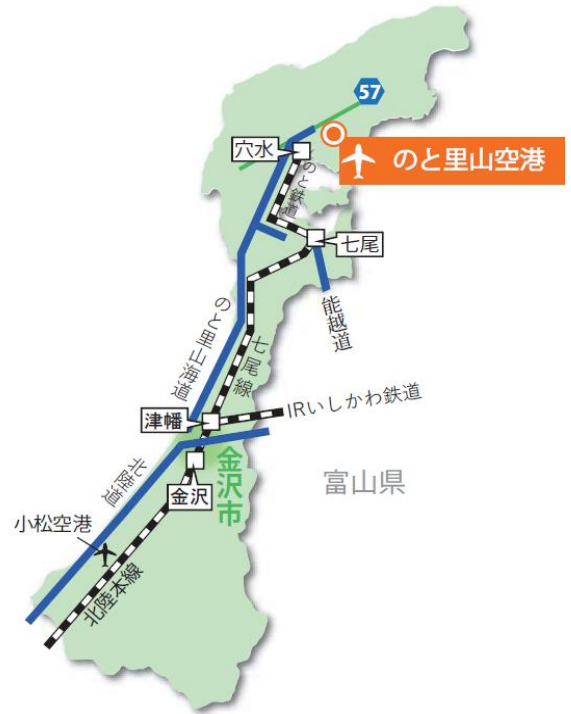 57
穴水
のと里山空港
のと鉄道
七尾
能越道
のと里山海道
七尾線
津幡
IRいしかわ鉄道
北陸道
金沢市
金沢
富山県
小松空港
北陸本線